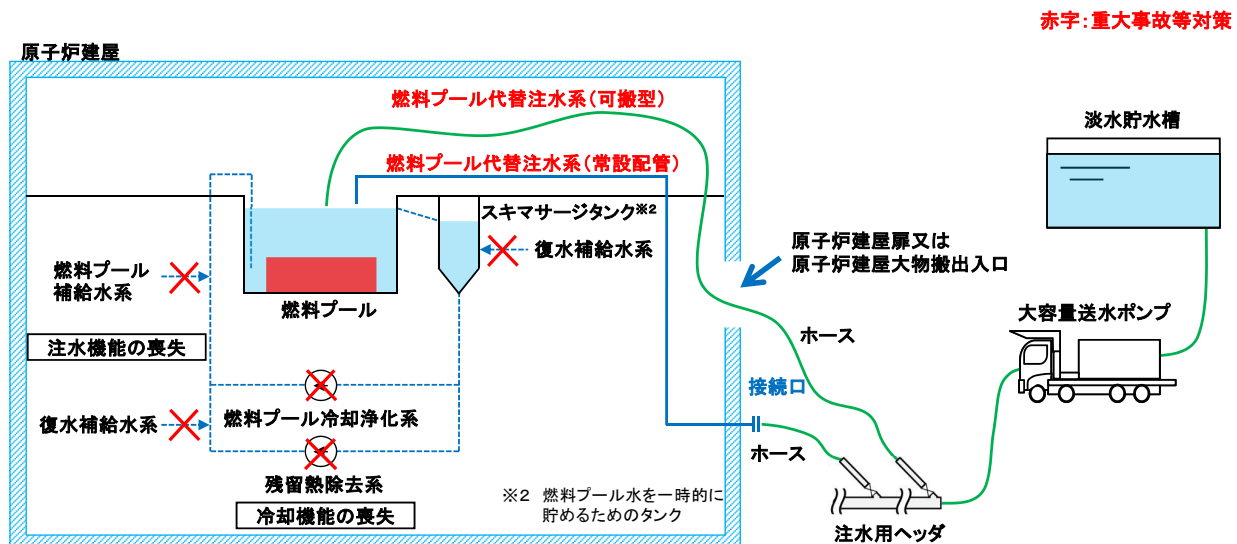 赤字:重大事故等対策
原子炉建屋
燃料プール代替注水系(可搬型)
淡水貯水槽
燃料プール代替注水系(常設配管)
スキマサージタンク※2
復水補給水系
原子炉建屋扉又は
原子炉建屋大物搬出入口
燃料プール
補給水系
燃料プール
大容量送水ポンプ
注水機能の喪失
ホース
接続口
復水補給水系
燃料プール冷却浄化系
ホース
残留熱除去系
※2 燃料プール水を一時的に
貯めるためのタンク
冷却機能の喪失
注水用ヘッダ